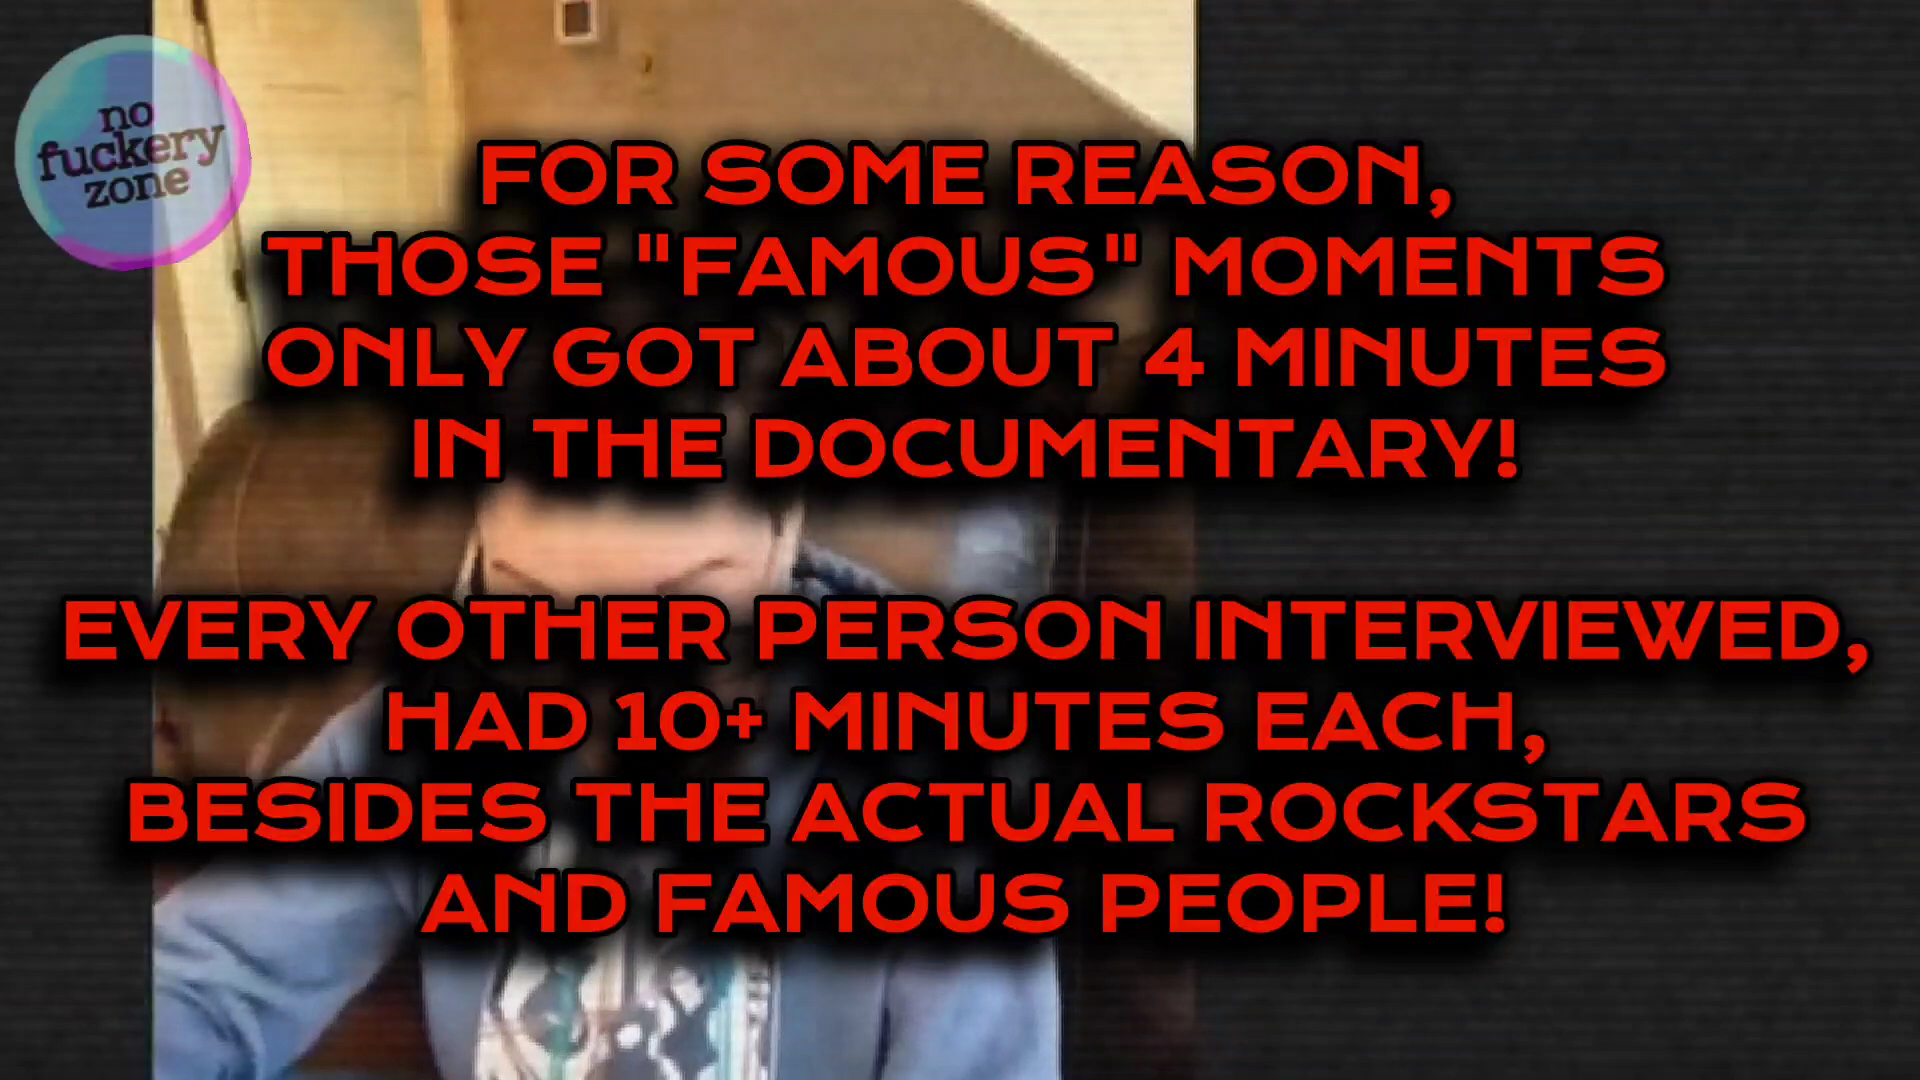 no
fuckery
zone
FOR SOME REASON,
THOSE "FAMOUS" MOMENTS
ONLY GOT ABOUT 4 MINUTES
IN THE DOCUMENTARY!
EVERY OTHER PERSON INTERVIEWED,
HAD 10+ MINUTES EACH,
BESIDES THE ACTUAL ROCKSTARS
AND FAMOUS PEOPLE!